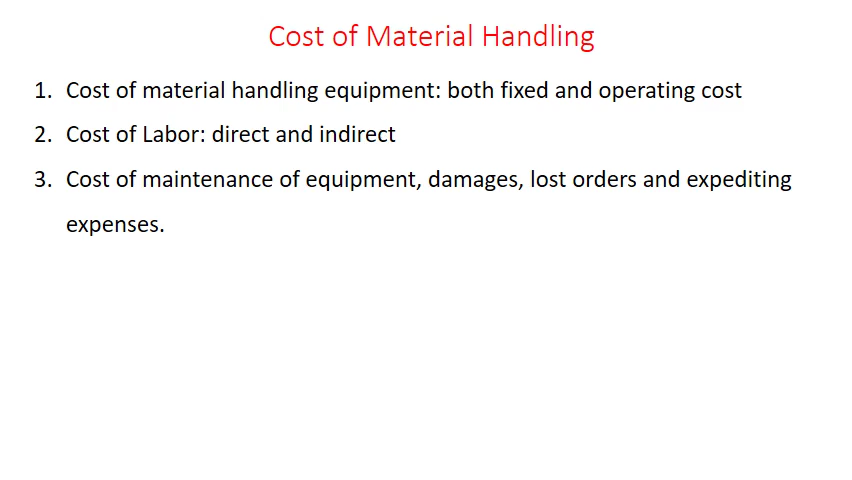 Cost of Material Handling
1. Cost of material handling equipment: both fixed and operating cost
2. Cost of Labor: direct and indirect
3. Cost of maintenance of equipment, damages, lost orders and expediting
expenses.